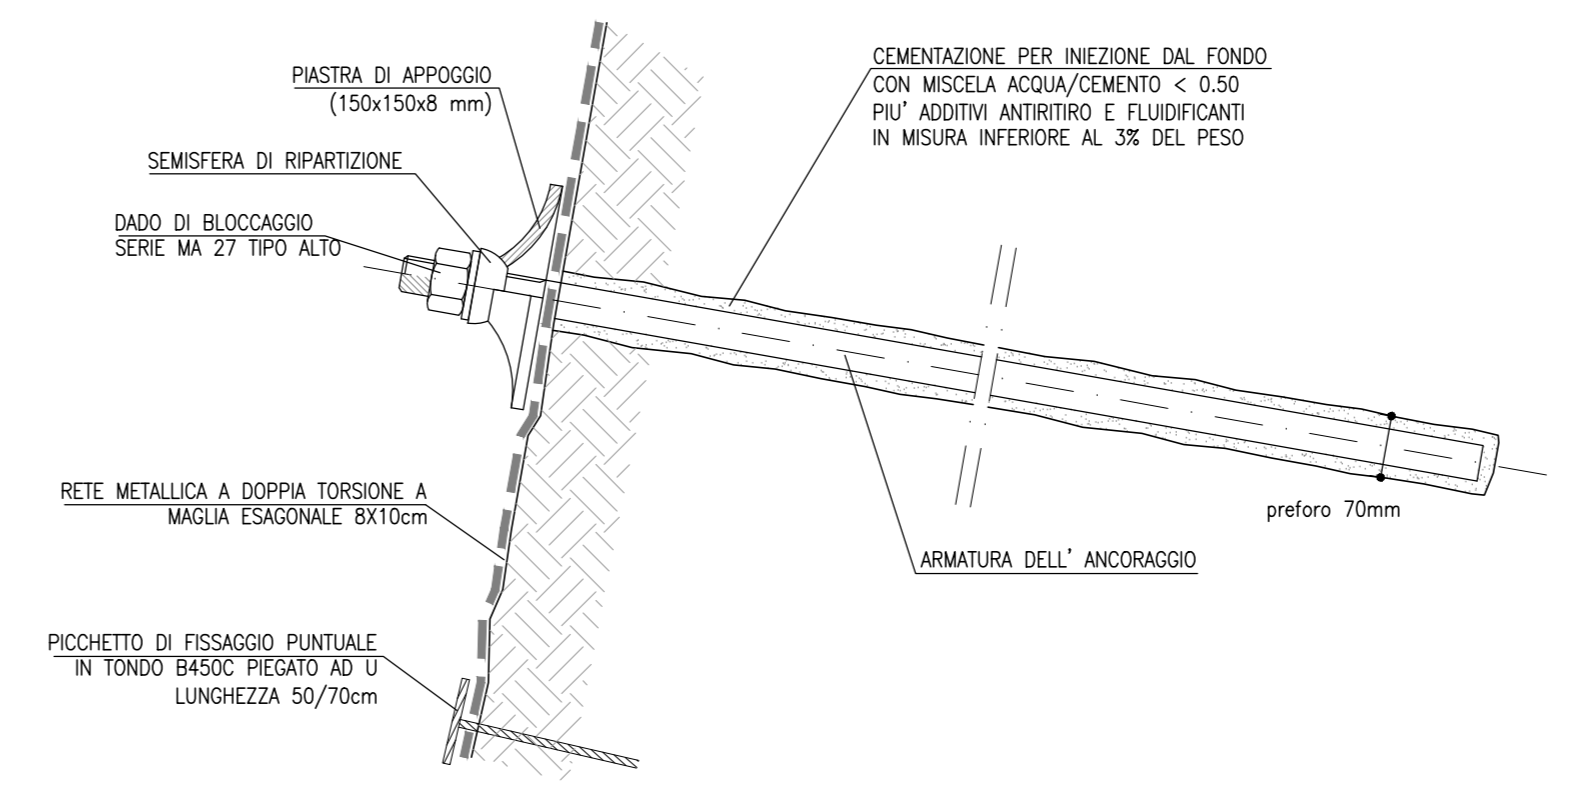 PIASTRA DI APPOGGIO
(150x150x8 mm)
SEMISFERA DI RIPARTIZIONE
DADO DI BLOCCAGGIO
SERIE MA 27 TIPO ALTO
CEMENTAZIONE PER INIEZIONE DAL FONDO
CON MISCELA ACQUA/CEMENTO < 0.50
PIU' ADDITIVI ANTIRITIRO E FLUIDIFICANTI
IN MISURA INFERIORE AL 3% DEL PESO
RETE METALLICA A DOPPIA TORSIONE A
MAGLIA ESAGONALE 8X10cm
preforo 70mm
ARMATURA DELL' ANCORAGGIO
PICCHETTO DI FISSAGGIO PUNTUALE
IN TONDO B450C PIEGATO AD U
LUNGHEZZA 50/70cm